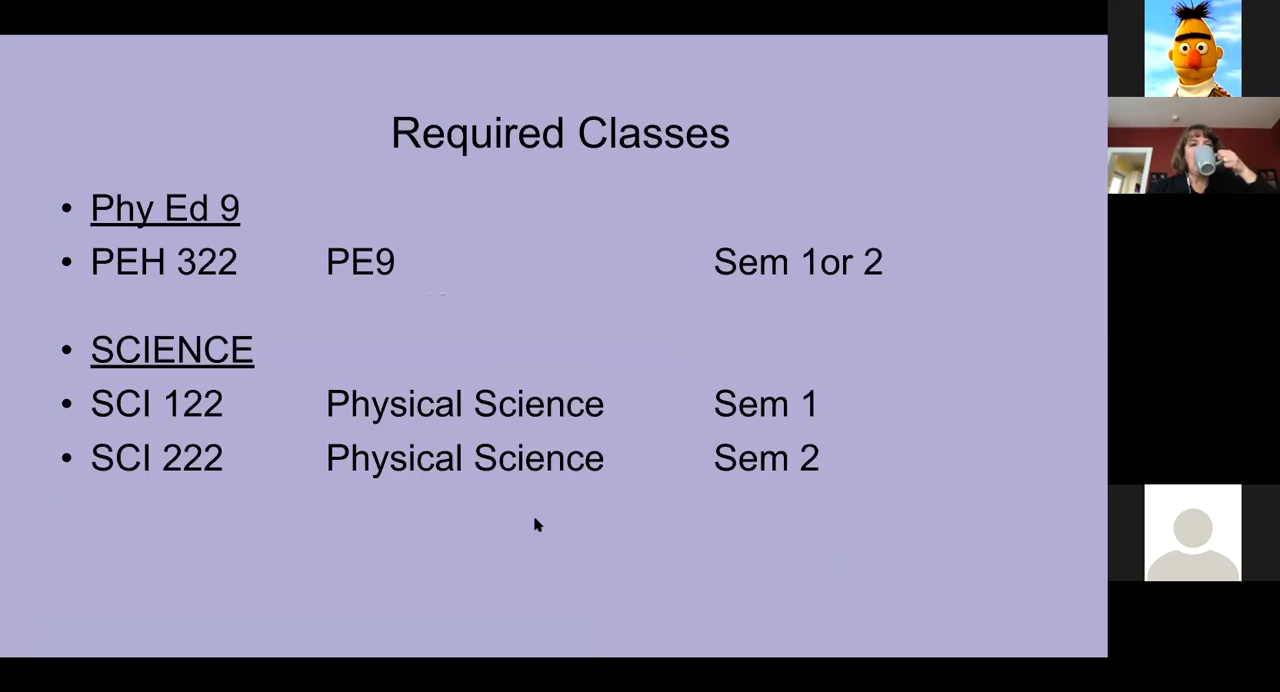 Required Classes
• Phy Ed 9
• PEH 322 PE9 Sem 1or 2
• SCIENCE
• SCI 122 Physical Science Sem 1
• SCI 222 Physical Science Sem 2